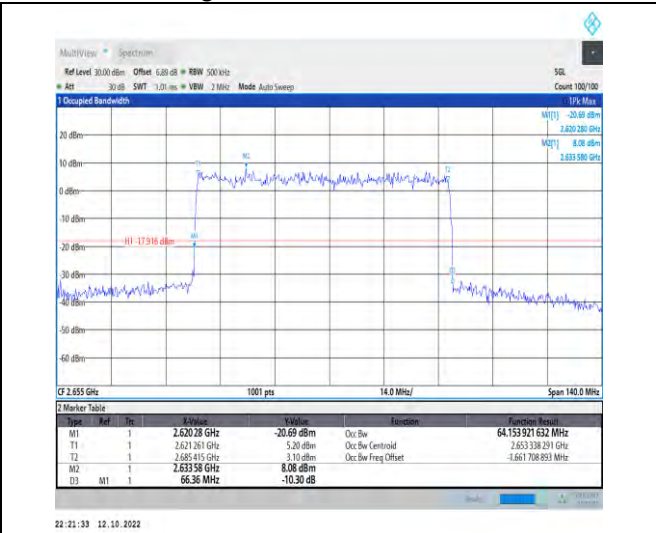 MultiView Spectrum
Ref Level 30.00 dBm Offset 6.89 dB RBW 500 kHz SGL
Att 30 dB SWT 1.01 ms VBW 2 MHz Mode Auto Sweep Count 100/100
1 Occupied Bandwidth 1Pk Max
M1[1] -20.69 dBm
2.620 280 GHz
M2[1] 8.08 dBm
2.633 580 GHz
20 dBm
M2
T1 T2
10 dBm
0 dBm
-10 dBm
H1 -17.916 dBm M1
-20 dBm
-30 dBm D3
-40 dBm
-50 dBm
-60 dBm
CF 2.655 GHz 1001 pts 14.0 MHz/ Span 140.0 MHz
2 Marker Table
Type Ref Trc X-Value Y-Value Function Function Result
M1 1 2.620 28 GHz -20.69 dBm Occ Bw 64.153 921 632 MHz
T1 1 2.621 261 GHz 5.20 dBm Occ Bw Centroid 2.653 338 291 GHz
T2 1 2.685 415 GHz 3.10 dBm Occ Bw Freq Offset -1.661 708 893 MHz
M2 1 2.633 58 GHz 8.08 dBm
D3 M1 1 66.36 MHz -10.30 dB
22:21:33 12.10.2022